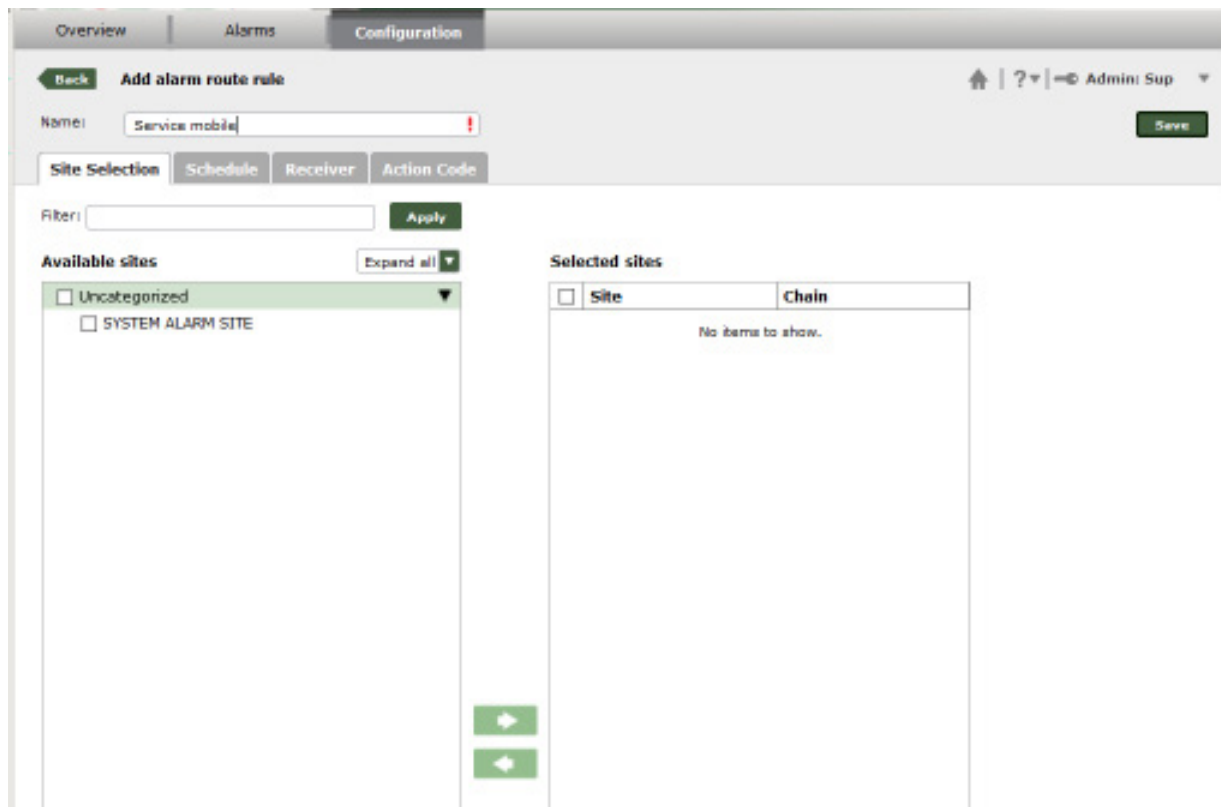 Overview Alarms Configuration
Back Add alarm route rule ? Admin: Sup
Name: Service mobile !
Save
Site Selection Schedule Receiver Action Code
Filter: Apply
Available sites Expand all Selected sites
Uncategorized Site Chain
SYSTEM ALARM SITE
No items to show.